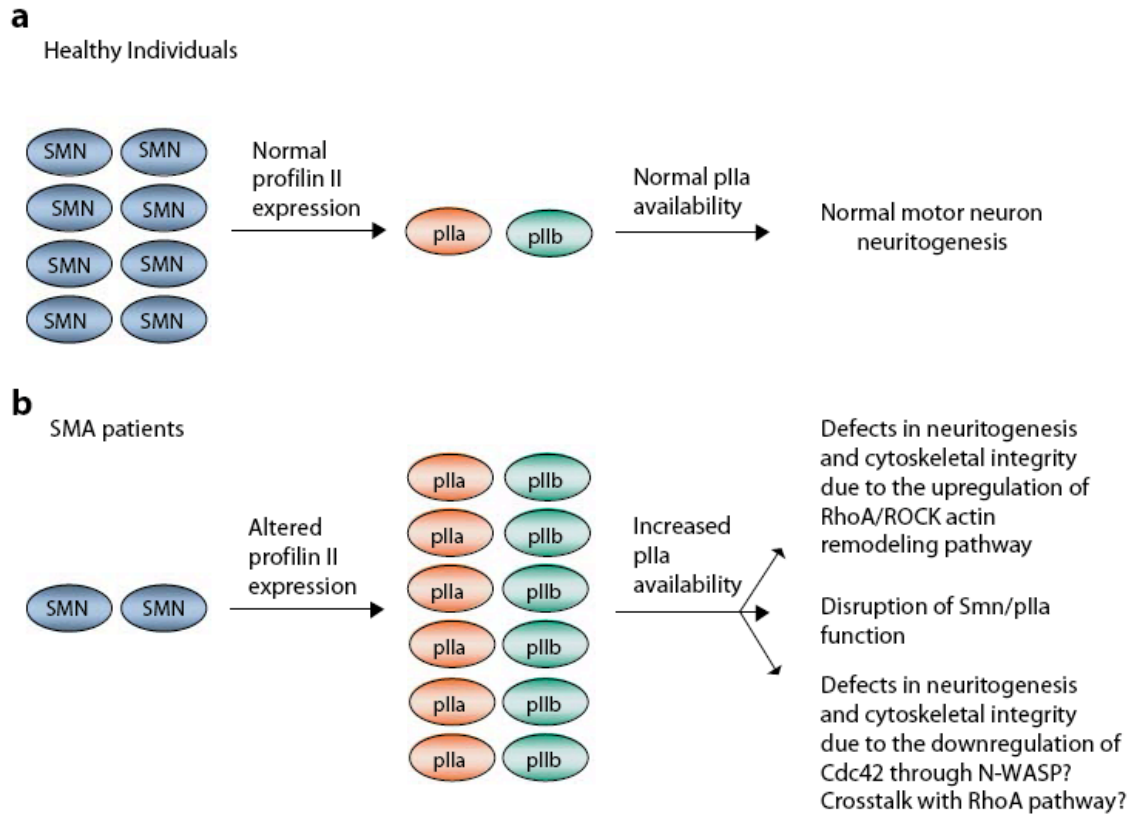 a
Healthy Individuals
SMN SMN
SMN SMN
SMN SMN
SMN SMN
Normal
profilin II
expression
pIIa pIIb
Normal pIIa
availability
Normal motor neuron
neuritogenesis
b
SMA patients
SMN SMN
Altered
profilin II
expression
pIIa pIIb
pIIa pIIb
pIIa pIIb
pIIa pIIb
pIIa pIIb
pIIa pIIb
Increased
pIIa
availability
Defects in neuritogenesis
and cytoskeletal integrity
due to the upregulation of
RhoA/ROCK actin
remodeling pathway
Disruption of Smn/pIIa
function
Defects in neuritogenesis
and cytoskeletal integrity
due to the downregulation of
Cdc42 through N-WASP?
Crosstalk with RhoA pathway?